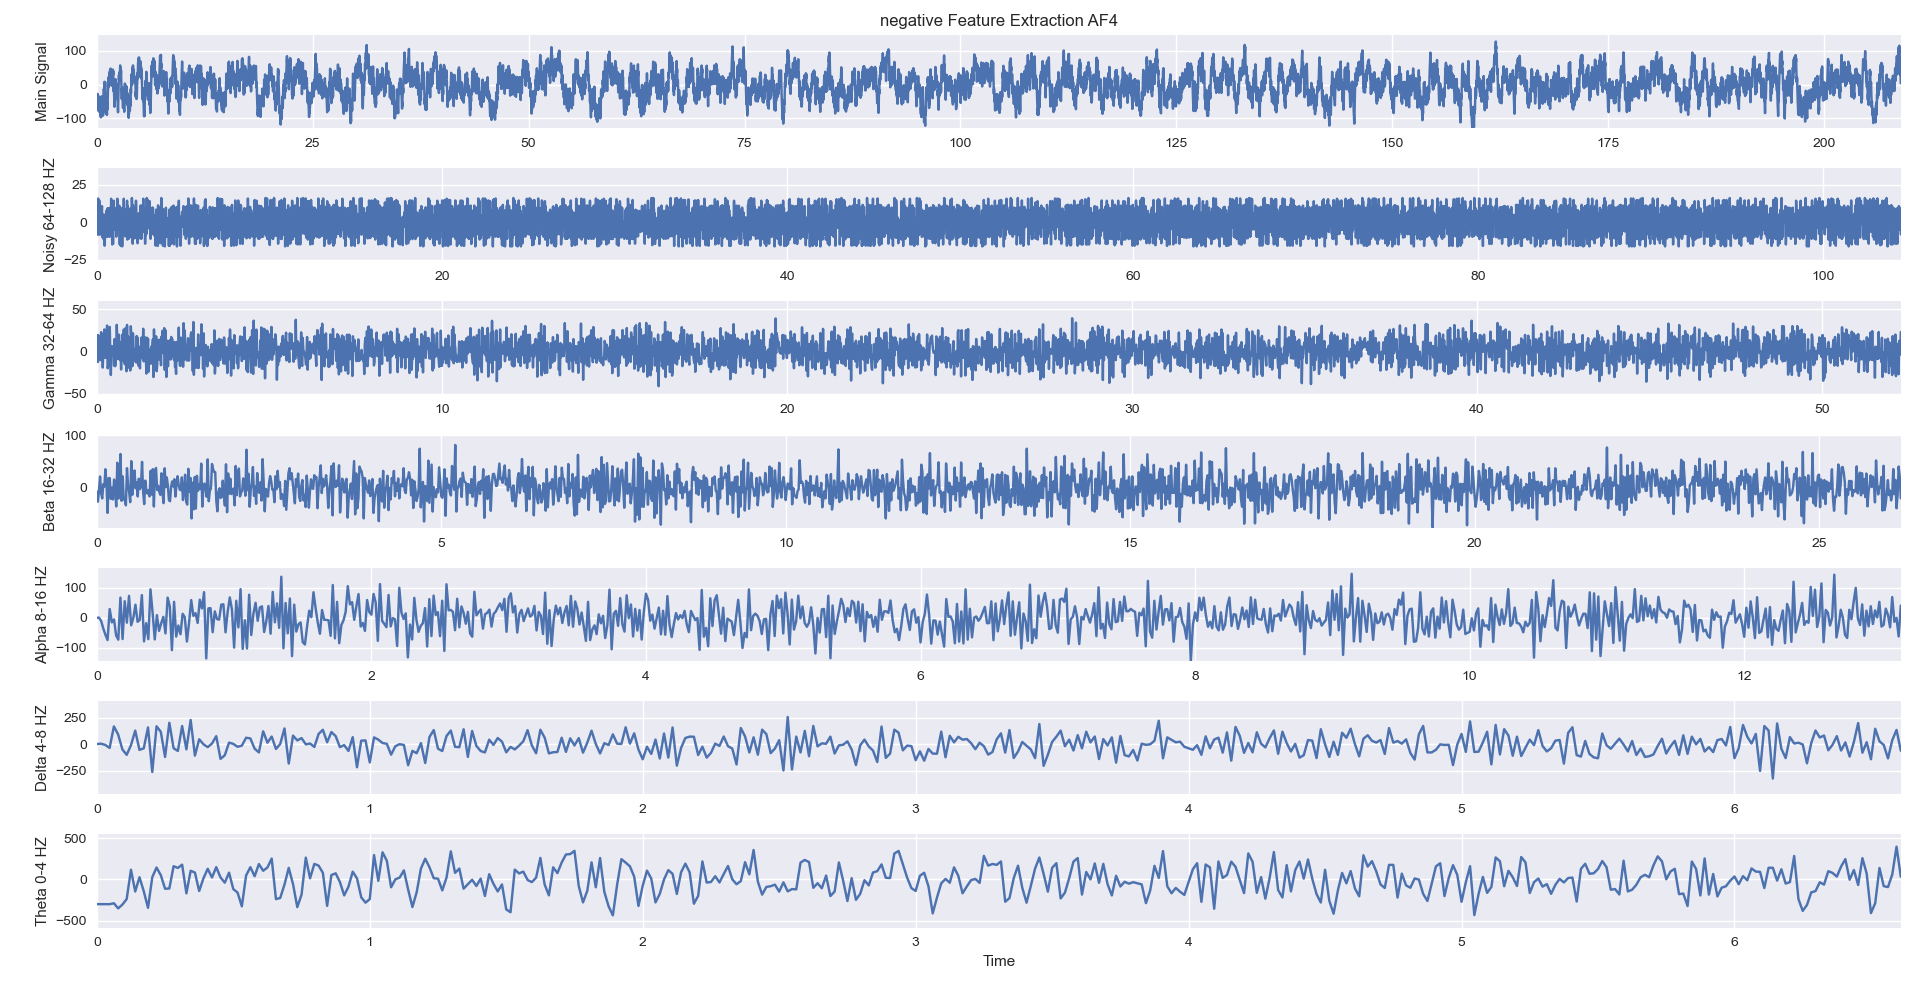 negative Feature Extraction AF4
Main Signal
100
0
−100
0 25 50 75 100 125 150 175 200
Noisy 64-128 HZ
25
0
−25
0 20 40 60 80 100
Gamma 32-64 HZ
50
0
−50
0 10 20 30 40 50
Beta 16-32 HZ
100
0
0 5 10 15 20 25
Alpha 8-16 HZ
100
0
−100
0 2 4 6 8 10 12
Delta 4-8 HZ
250
0
−250
0 1 2 3 4 5 6
Theta 0-4 HZ
500
0
−500
0 1 2 3 4 5 6
Time